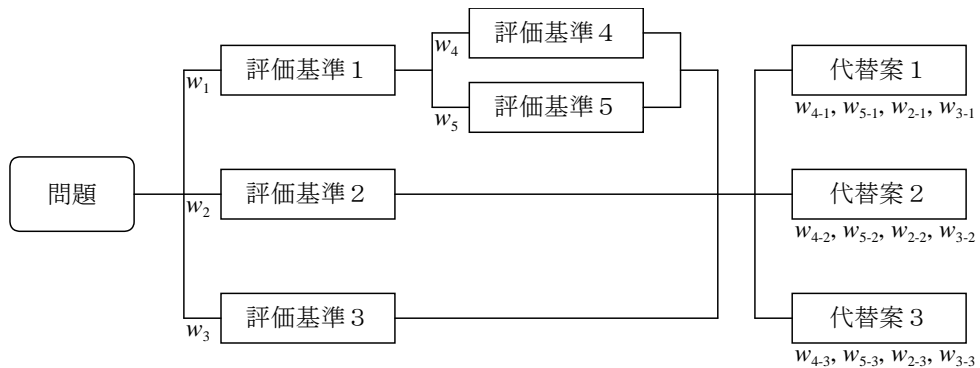 問題
w1
評価基準１
w4
評価基準４
w5
評価基準５
w2
評価基準２
w3
評価基準３
代替案１
w4-1, w5-1, w2-1, w3-1
代替案２
w4-2, w5-2, w2-2, w3-2
代替案３
w4-3, w5-3, w2-3, w3-3